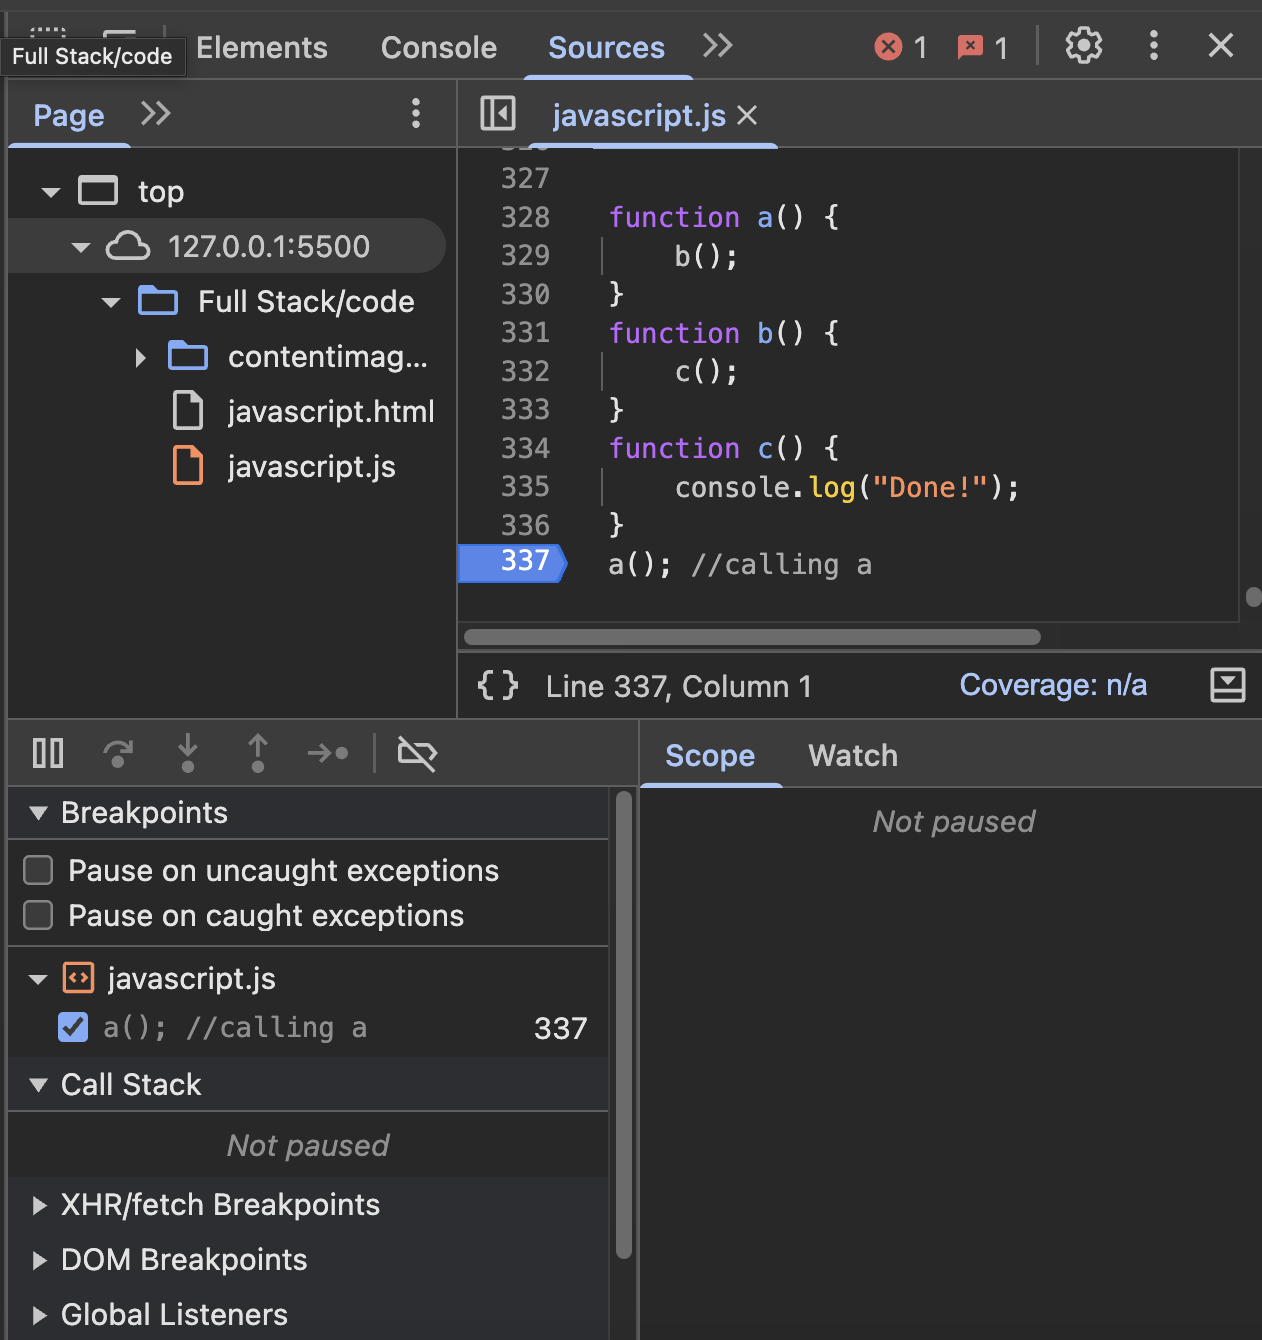 Full Stack/code
Elements Console Sources 1 1
Page
javascript.js
top
127.0.0.1:5500
Full Stack/code
contentimag...
javascript.html
javascript.js
327
328 function a() {
329 b();
330 }
331 function b() {
332 c();
333 }
334 function c() {
335 console.log("Done!");
336 }
337 a(); //calling a
{} Line 337, Column 1 Coverage: n/a
Breakpoints
Pause on uncaught exceptions
Pause on caught exceptions
javascript.js
a(); //calling a 337
Call Stack
Not paused
XHR/fetch Breakpoints
DOM Breakpoints
Global Listeners
Scope Watch
Not paused